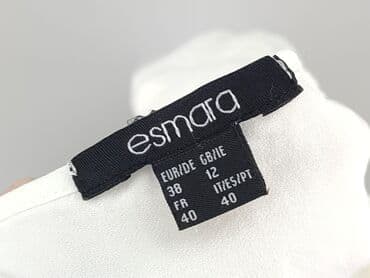 esmara
EUR/DE GB/IE
38 12
FR IT/ES/PT
40 40